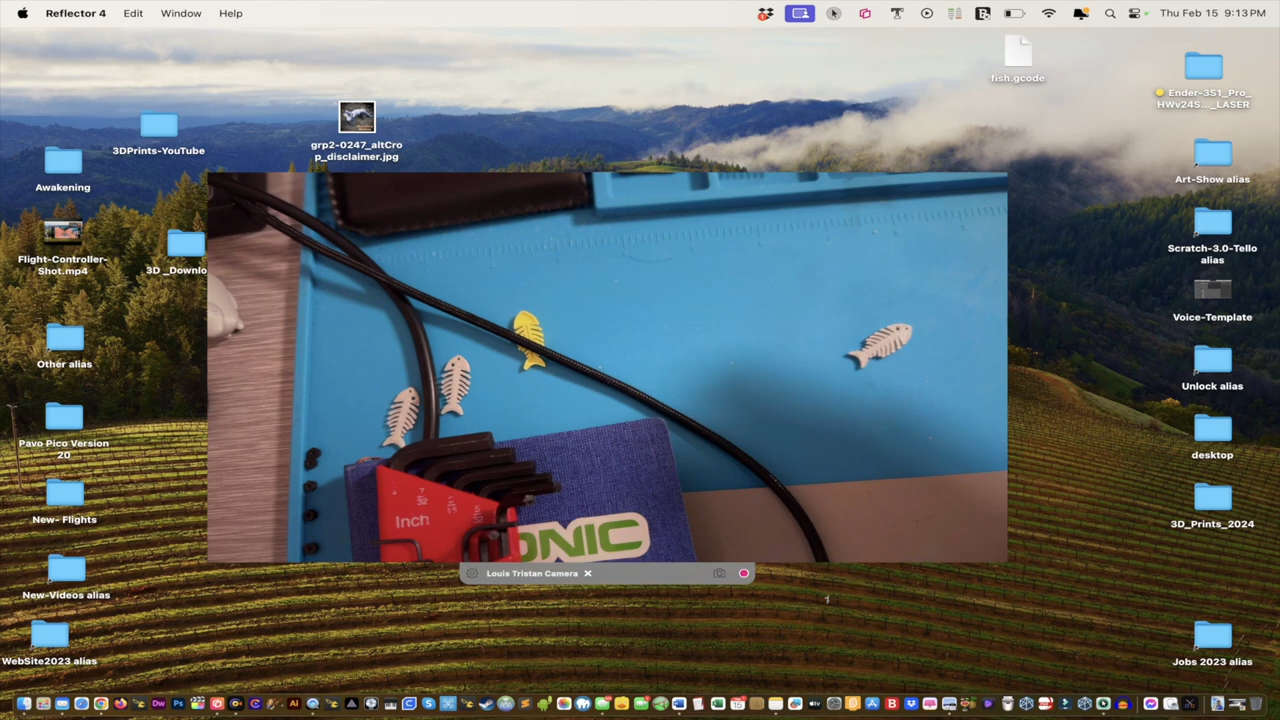 Reflector 4 Edit Window Help
Thu Feb 15 9:13 PM
fish.gcode
Ender-3S1_Pro_
HWv24S..._LASER
3DPrints-YouTube
grp2-0247_altCro
p_disclaimer.jpg
Awakening
Art-Show alias
Flight-Controller-
Shot.mp4
3D _Downlo
Scratch-3.0-Tello
alias
Voice-Template
Other alias
Unlock alias
Pavo Pico Version
20
desktop
New- Flights
3D_Prints_2024
Inch
ONIC
Louis Tristan Camera
New-Videos alias
WebSite2023 alias
Jobs 2023 alias